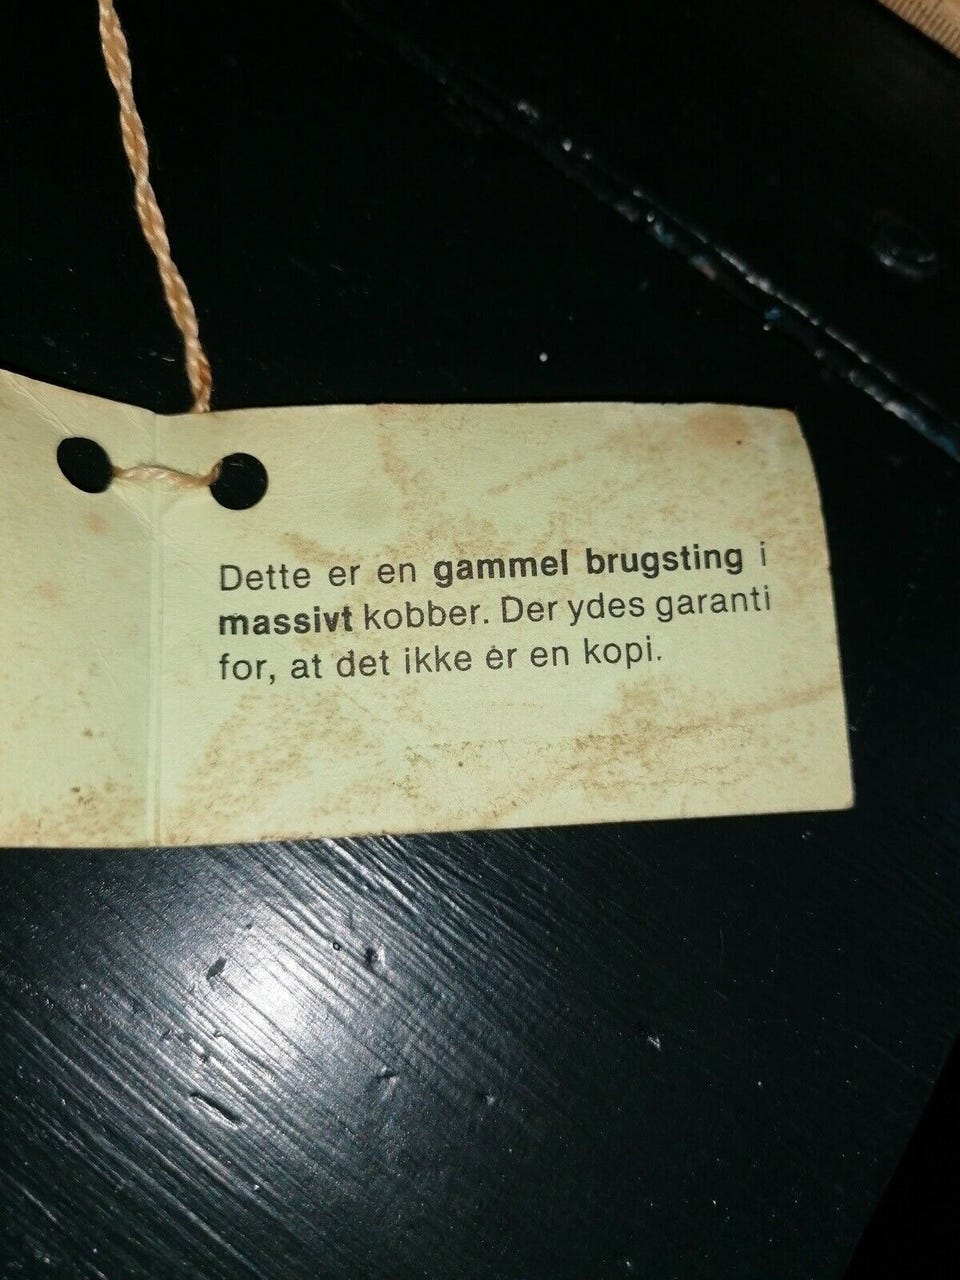 Dette er en gammel brugsting i
massivt kobber. Der ydes garanti
for, at det ikke er en kopi.